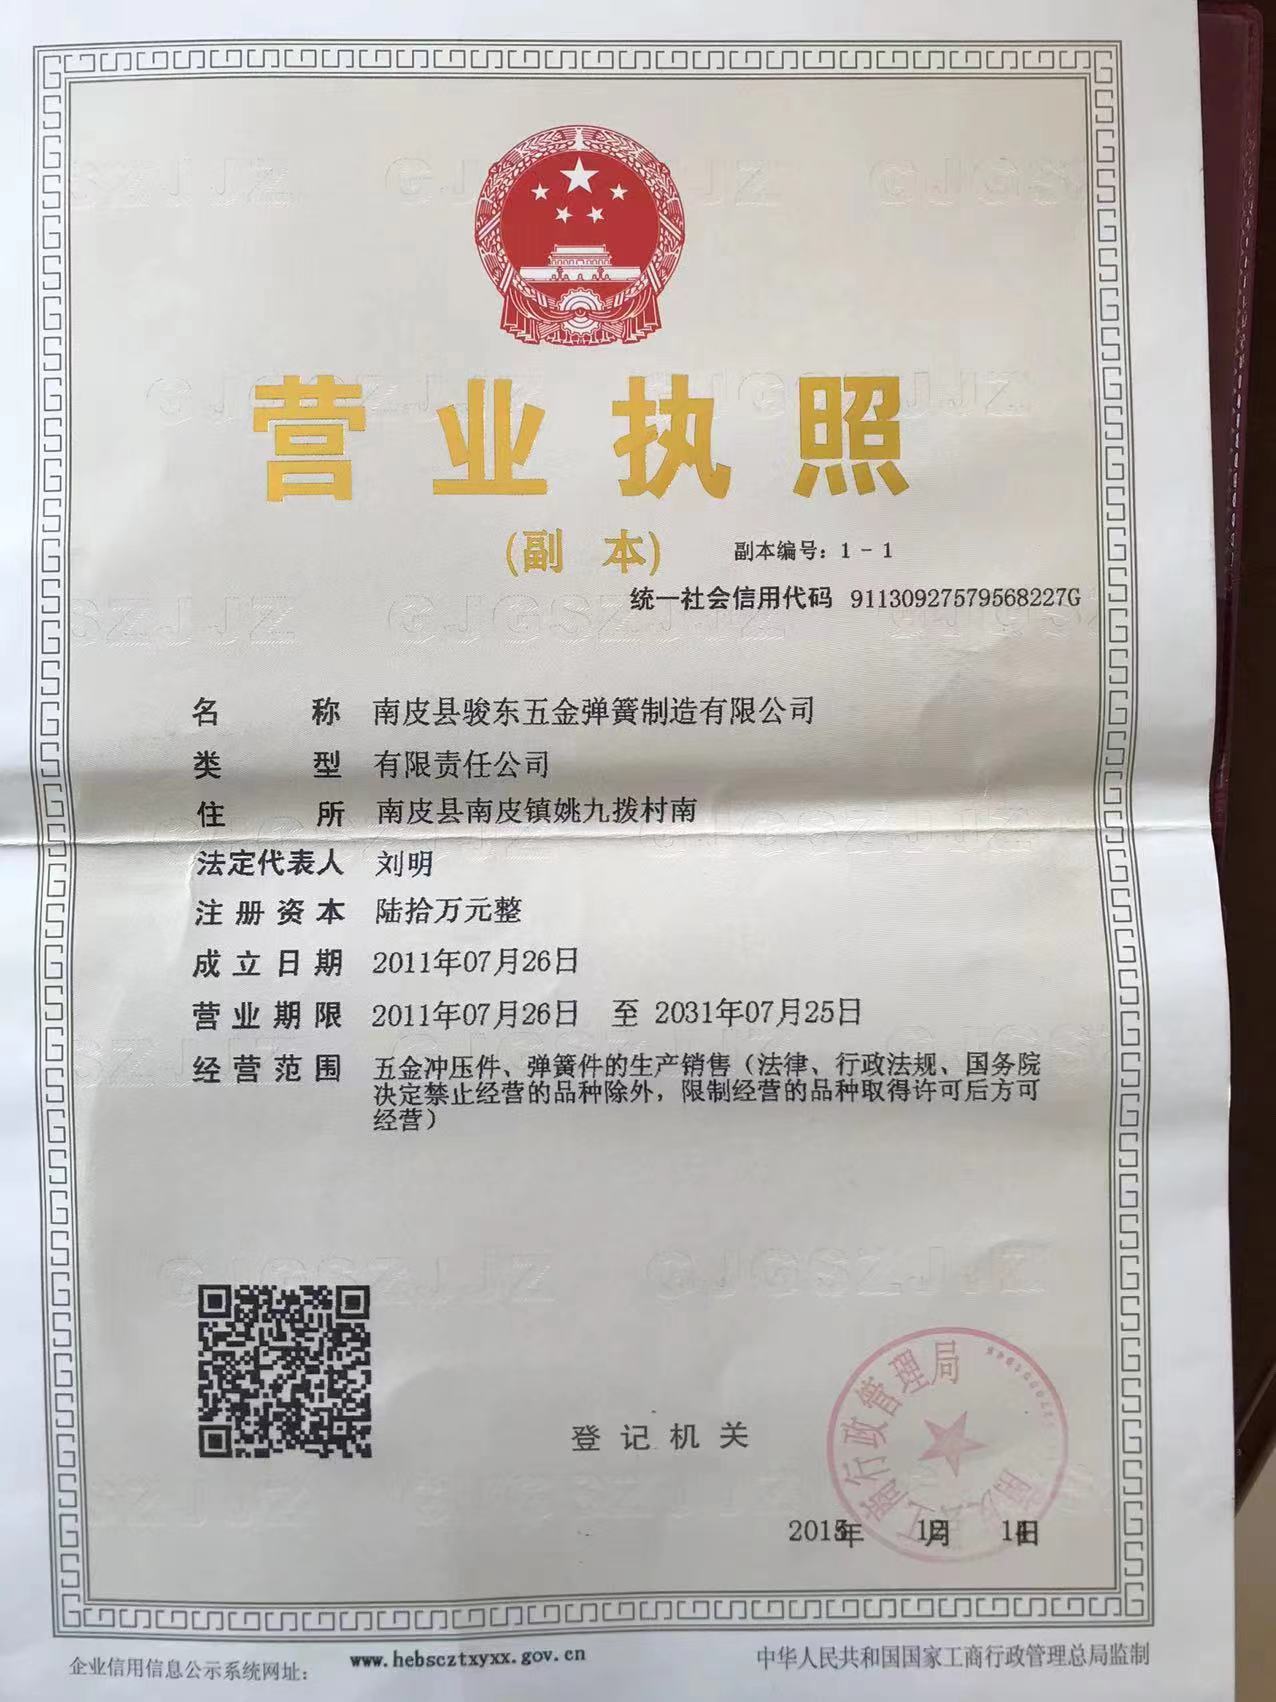 营业执照
(副 本) 副本编号：1-1
统一社会信用代码 91130927579568227G
名称 南皮县骏东五金弹簧制造有限公司
类型 有限责任公司
住所 南皮县南皮镇姚九拨村南
法定代表人 刘明
注册资本 陆拾万元整
成立日期 2011年07月26日
营业期限 2011年07月26日 至 2031年07月25日
经营范围 五金冲压件、弹簧件的生产销售（法律、行政法规、国务院
决定禁止经营的品种除外，限制经营的品种取得许可后方可
经营）
南皮县工商行政管理局
登记机关
2015年 12月 14日
企业信用信息公示系统网址： www.hebscztxyxx.gov.cn
中华人民共和国国家工商行政管理总局监制